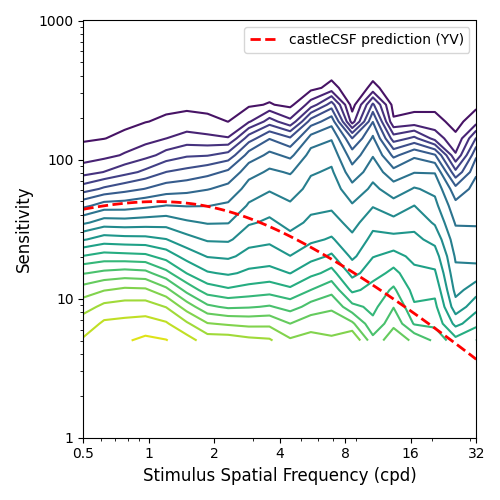 1000
castleCSF prediction (YV)
100
10
1
Sensitivity
0.5 1 2 4 8 16 32
Stimulus Spatial Frequency (cpd)